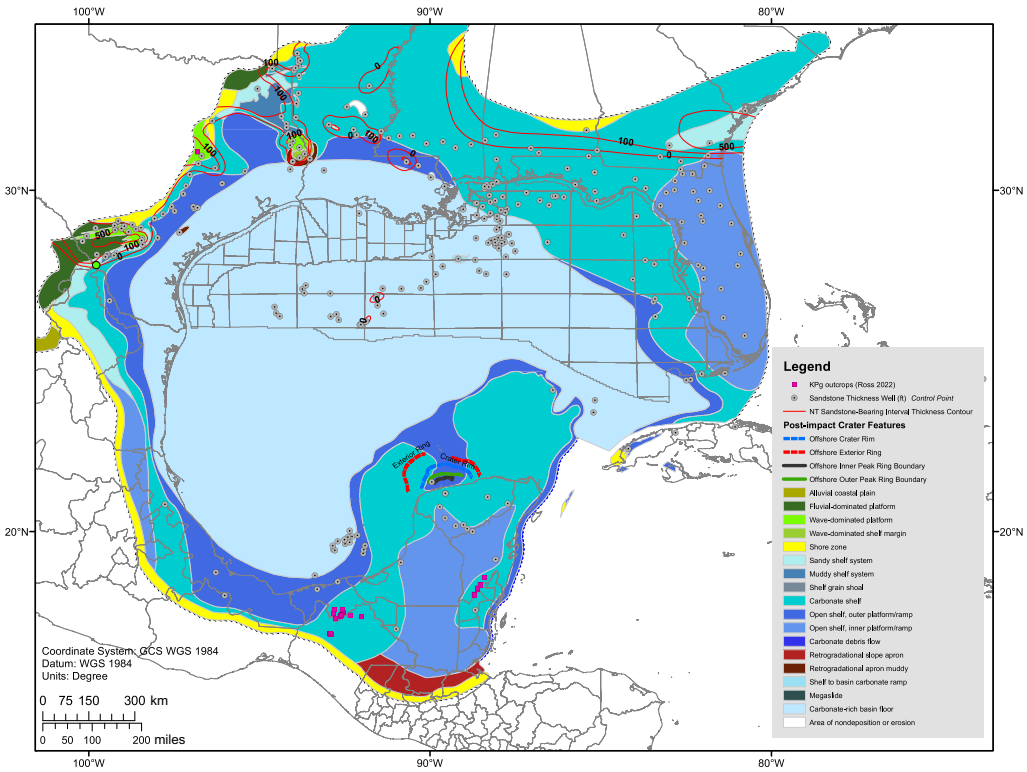 100°W 90°W 80°W
100
0
100
100
100
0
100
0
100
500
0
30°N 30°N
500
100
0
0
0
Exterior Ring
Crater Rim
20°N 20°N
Legend
KPg outcrops (Ross 2022)
Sandstone Thickness Well (ft) Control Point
NT Sandstone-Bearing Interval Thickness Contour
Post-impact Crater Features
Offshore Crater Rim
Offshore Exterior Ring
Offshore Inner Peak Ring Boundary
Offshore Outer Peak Ring Boundary
Alluvial coastal plain
Fluvial-dominated platform
Wave-dominated platform
Wave-dominated shelf margin
Shore zone
Sandy shelf system
Muddy shelf system
Shelf grain shoal
Carbonate shelf
Open shelf, outer platform/ramp
Open shelf, inner platform/ramp
Carbonate debris flow
Retrogradational slope apron
Retrogradational apron muddy
Shelf to basin carbonate ramp
Megaslide
Carbonate-rich basin floor
Area of nondeposition or erosion
Coordinate System: GCS WGS 1984
Datum: WGS 1984
Units: Degree
0 75 150 300 km
0 50 100 200 miles
100°W 90°W 80°W